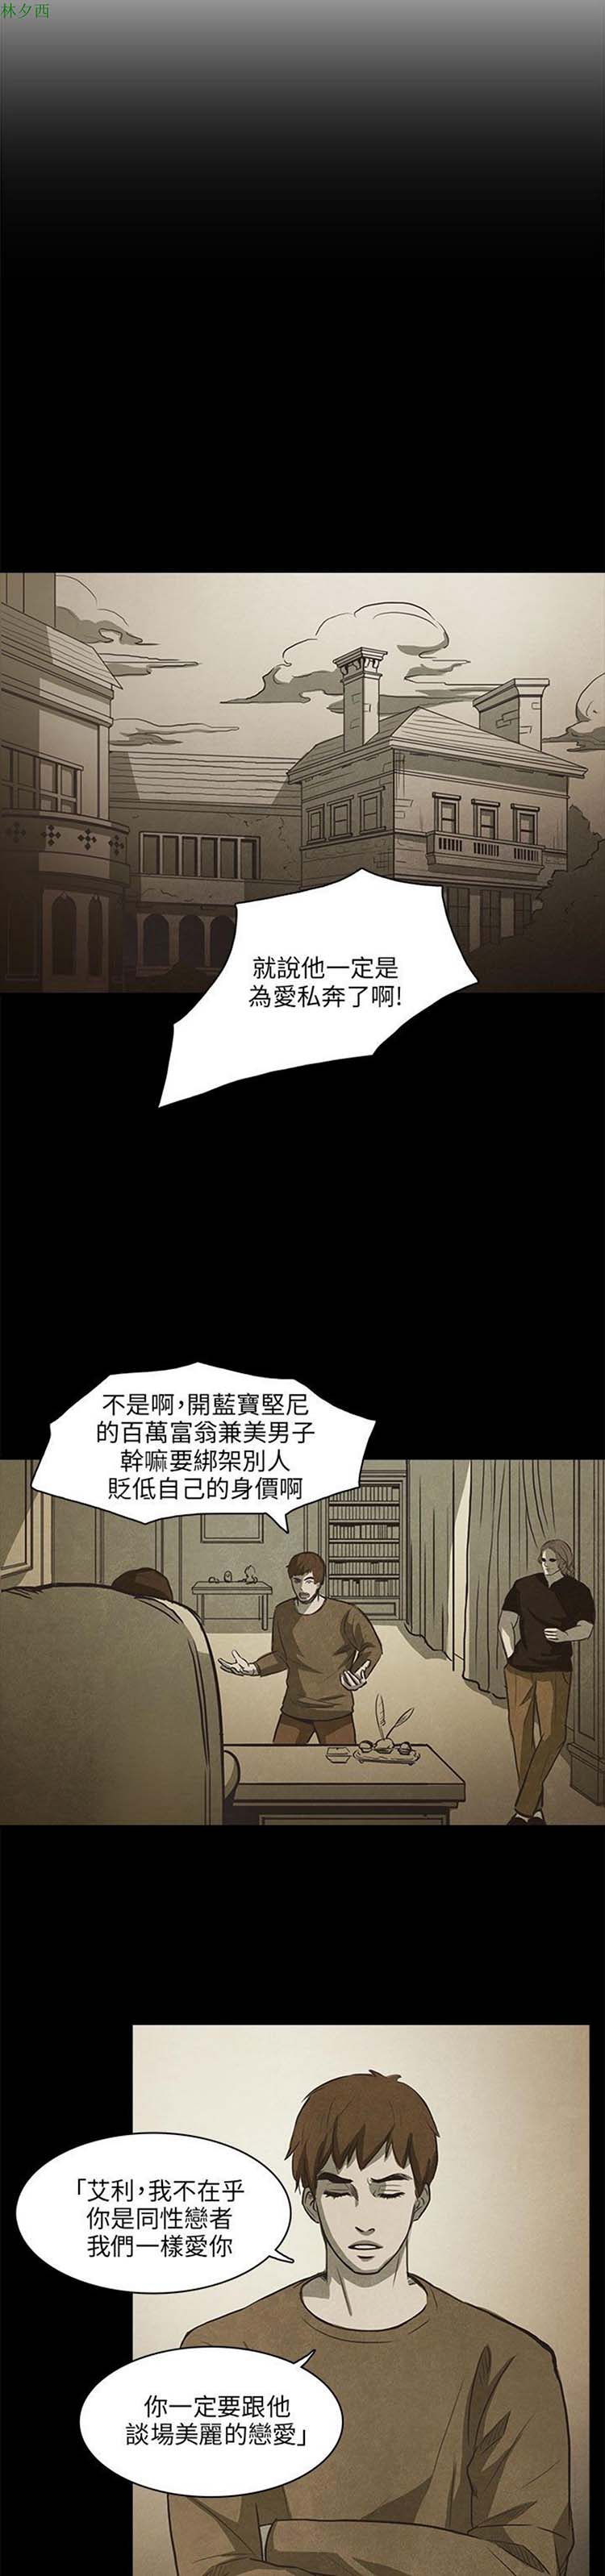 林夕西
就說他一定是
為愛私奔了啊!
不是啊,開藍寶堅尼
的百萬富翁兼美男子
幹嘛要綁架別人
貶低自己的身價啊
「艾利,我不在乎
你是同性戀者
我們一樣愛你
你一定要跟他
談場美麗的戀愛」